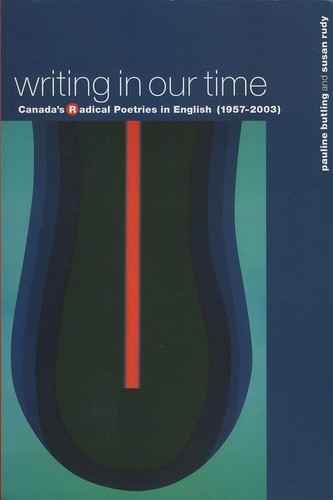 writing in our time
Canada's Radical Poetries in English (1957-2003)
pauline butling and susan rudy